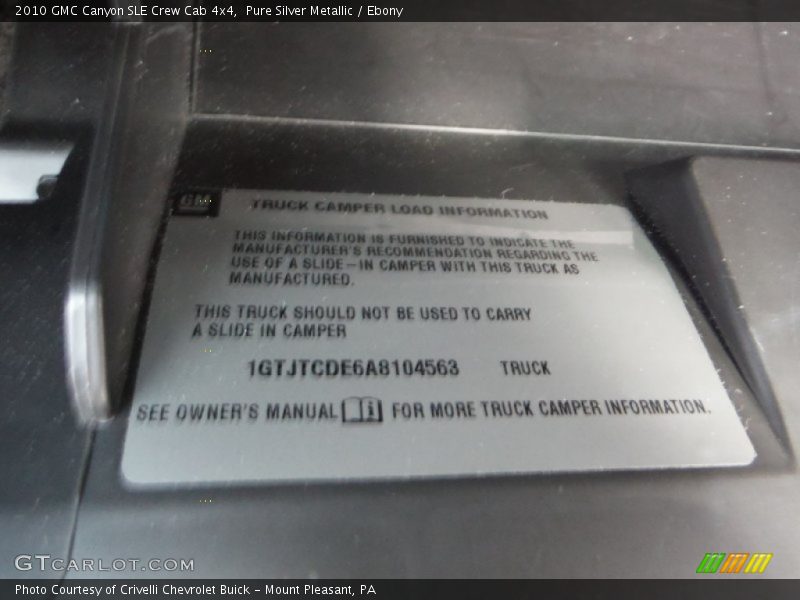 2010 GMC Canyon SLE Crew Cab 4x4,  Pure Silver Metallic / Ebony
GM TRUCK CAMPER LOAD INFORMATION
THIS INFORMATION IS FURNISHED TO INDICATE THE
MANUFACTURER'S RECOMMENDATION REGARDING THE
USE OF A SLIDE-IN CAMPER WITH THIS TRUCK AS
MANUFACTURED.
THIS TRUCK SHOULD NOT BE USED TO CARRY
A SLIDE IN CAMPER
1GTJTCDE6A8104563 TRUCK
SEE OWNER'S MANUAL FOR MORE TRUCK CAMPER INFORMATION.
GTCARLOT.COM
Photo Courtesy of Crivelli Chevrolet Buick - Mount Pleasant, PA